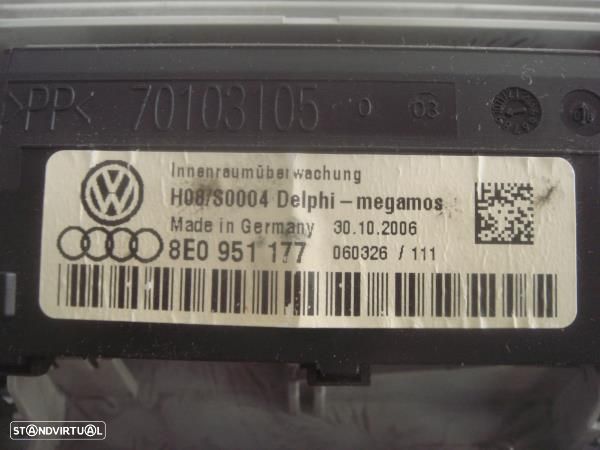 >PP< 70103105 0 03
Innenraumüberwachung
H08/S0004 Delphi-megamos
Made in Germany 30.10.2006
8E0 951 177 060326 / 111
STANDVIRTUAL